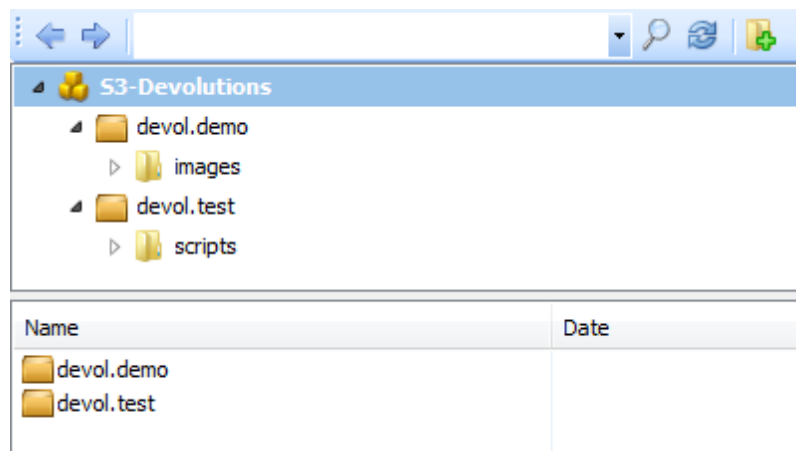 S3-Devolutions
devol.demo
images
devol.test
scripts
Name Date
devol.demo
devol.test